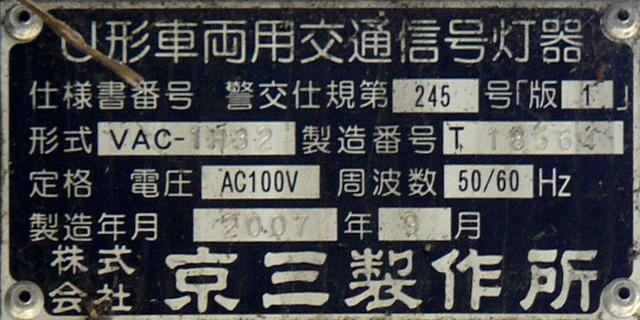 U形車両用交通信号灯器
仕様書番号 警交仕規第 245 号「版 1 」
形式 VAC-1H32 製造番号 T
定格 電圧 AC100V 周波数 50/60 Hz
製造年月 2007 年 9 月
株式会社 京三製作所